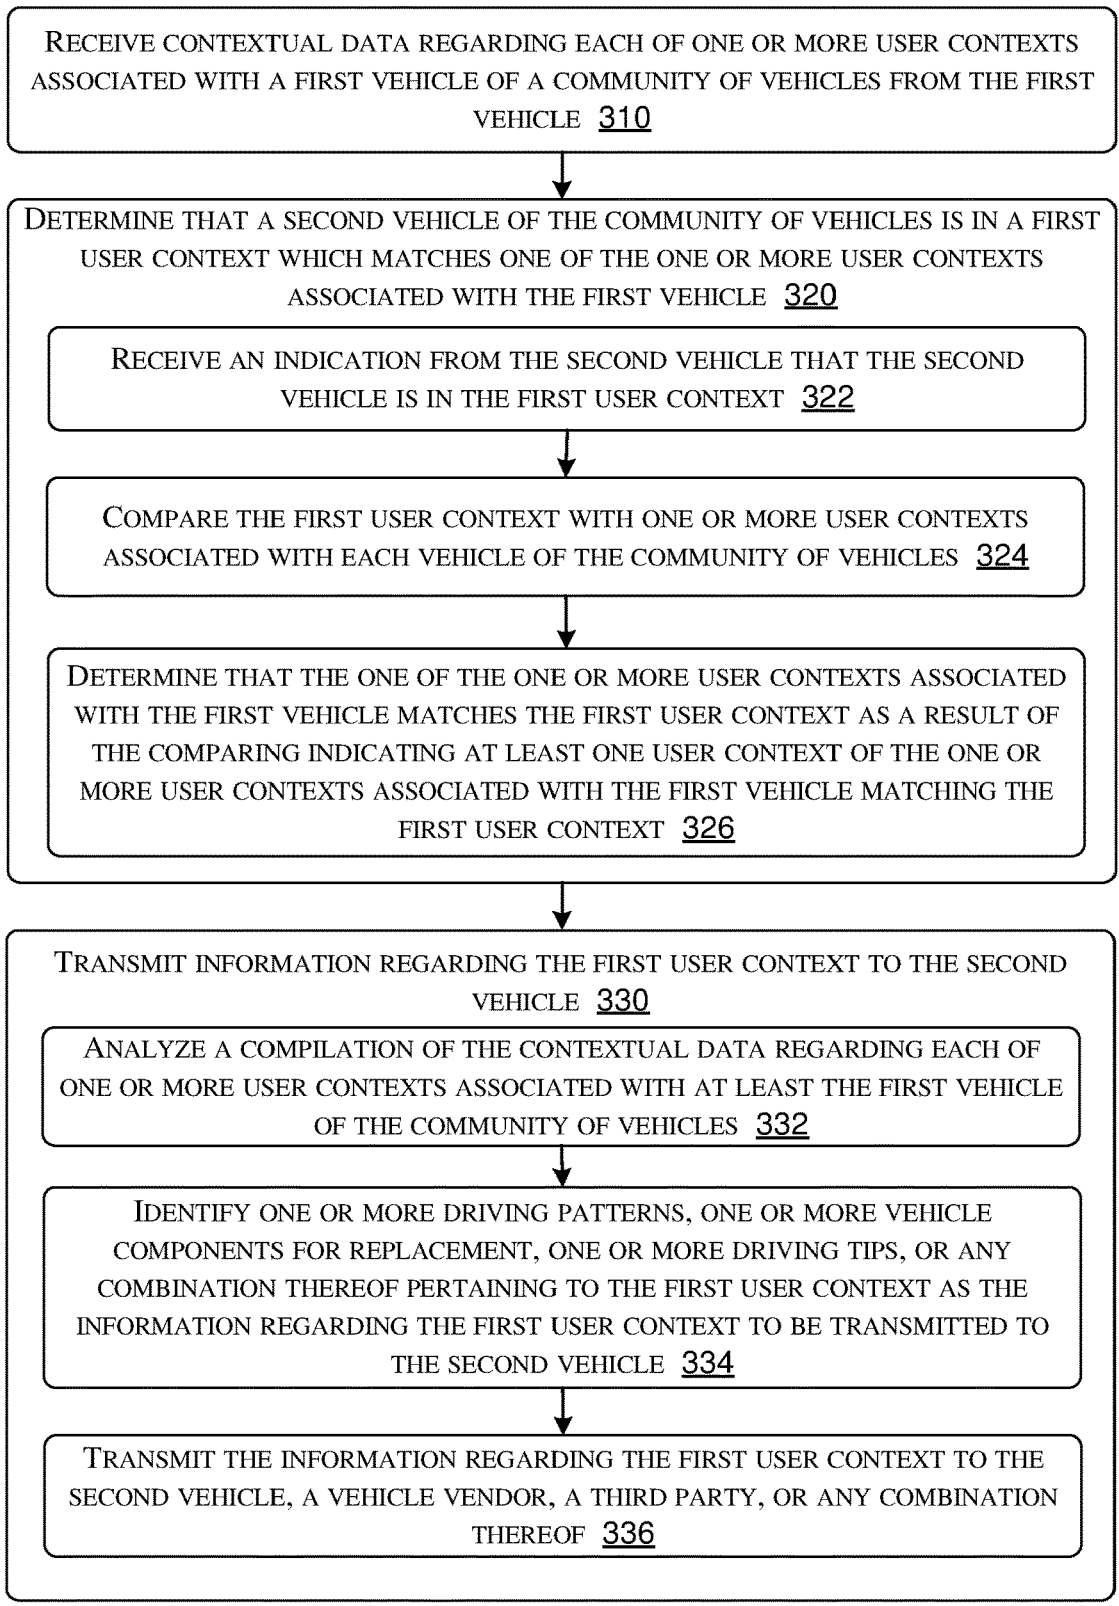 RECEIVE CONTEXTUAL DATA REGARDING EACH OF ONE OR MORE USER CONTEXTS
ASSOCIATED WITH A FIRST VEHICLE OF A COMMUNITY OF VEHICLES FROM THE FIRST
VEHICLE 310
DETERMINE THAT A SECOND VEHICLE OF THE COMMUNITY OF VEHICLES IS IN A FIRST
USER CONTEXT WHICH MATCHES ONE OF THE ONE OR MORE USER CONTEXTS
ASSOCIATED WITH THE FIRST VEHICLE 320
RECEIVE AN INDICATION FROM THE SECOND VEHICLE THAT THE SECOND
VEHICLE IS IN THE FIRST USER CONTEXT 322
COMPARE THE FIRST USER CONTEXT WITH ONE OR MORE USER CONTEXTS
ASSOCIATED WITH EACH VEHICLE OF THE COMMUNITY OF VEHICLES 324
DETERMINE THAT THE ONE OF THE ONE OR MORE USER CONTEXTS ASSOCIATED
WITH THE FIRST VEHICLE MATCHES THE FIRST USER CONTEXT AS A RESULT OF
THE COMPARING INDICATING AT LEAST ONE USER CONTEXT OF THE ONE OR
MORE USER CONTEXTS ASSOCIATED WITH THE FIRST VEHICLE MATCHING THE
FIRST USER CONTEXT 326
TRANSMIT INFORMATION REGARDING THE FIRST USER CONTEXT TO THE SECOND
VEHICLE 330
ANALYZE A COMPILATION OF THE CONTEXTUAL DATA REGARDING EACH OF
ONE OR MORE USER CONTEXTS ASSOCIATED WITH AT LEAST THE FIRST VEHICLE
OF THE COMMUNITY OF VEHICLES 332
IDENTIFY ONE OR MORE DRIVING PATTERNS, ONE OR MORE VEHICLE
COMPONENTS FOR REPLACEMENT, ONE OR MORE DRIVING TIPS, OR ANY
COMBINATION THEREOF PERTAINING TO THE FIRST USER CONTEXT AS THE
INFORMATION REGARDING THE FIRST USER CONTEXT TO BE TRANSMITTED TO
THE SECOND VEHICLE 334
TRANSMIT THE INFORMATION REGARDING THE FIRST USER CONTEXT TO THE
SECOND VEHICLE, A VEHICLE VENDOR, A THIRD PARTY, OR ANY COMBINATION
THEREOF 336